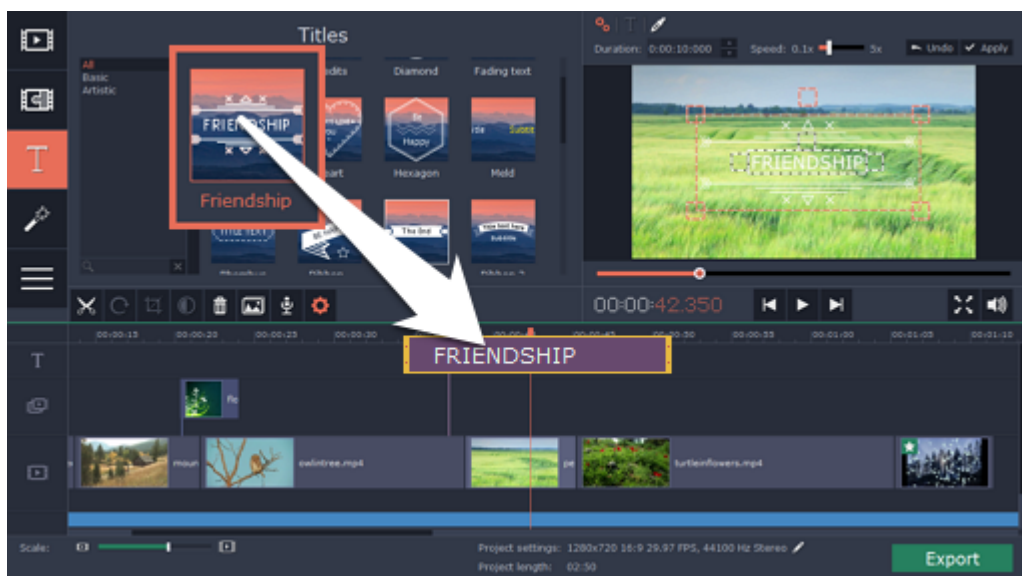 Titles
All
Basic
Artistic
Diamond
Fading text
FRIENDSHIP
Friendship
Be
Happy
Hexagon
Meld
The End
Duration: 0:00:10:000
Speed: 0.1x
5x
Undo
Apply
FRIENDSHIP
00:00:42.350
00:00:15
00:00:20
00:00:25
00:00:30
00:00:45
00:00:50
00:00:55
00:01:00
00:01:05
00:01:10
T
FRIENDSHIP
flo
moun
owlintree.mp4
pe
turtleinflowers.mp4
Scale:
Project settings: 1280x720 16:9 29.97 FPS, 44100 Hz Stereo
Project length: 02:50
Export